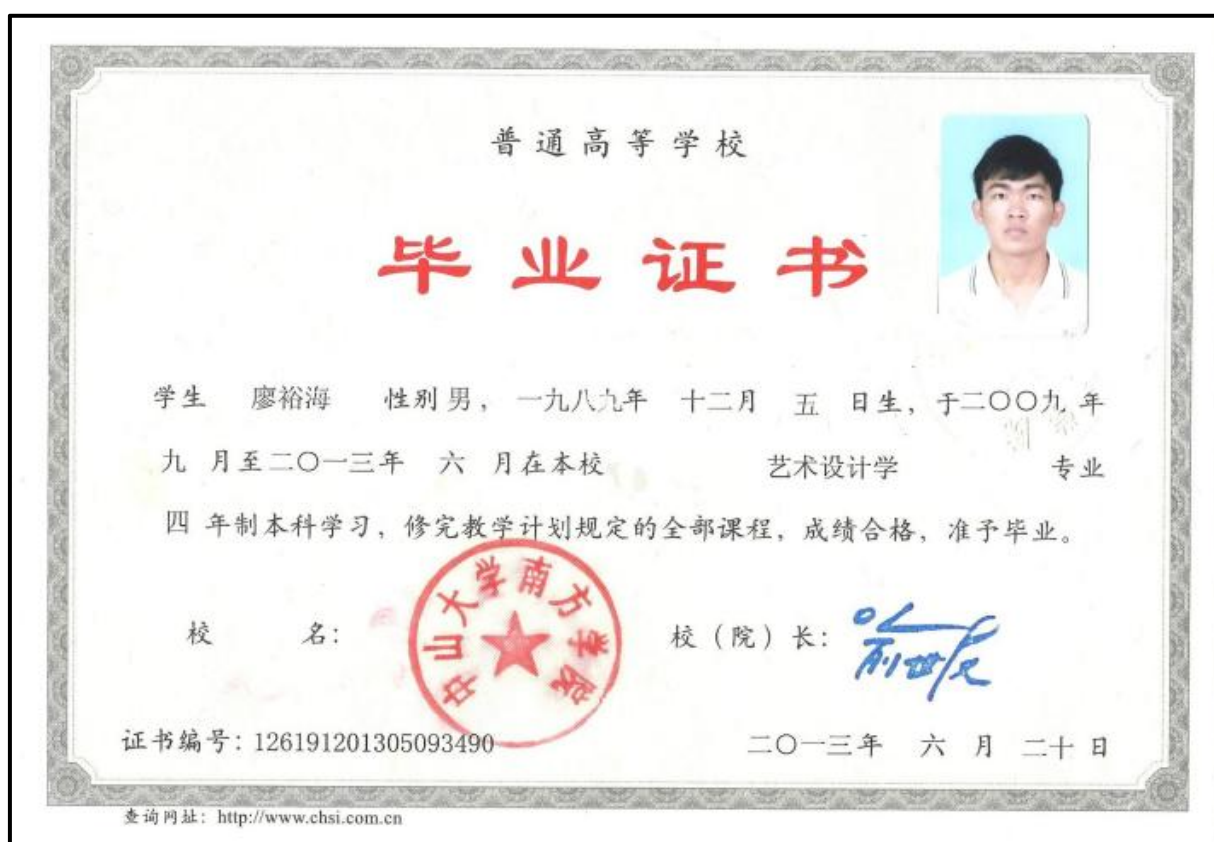 普通高等学校
毕业证书
学生 廖裕海 性别 男， 一九八九年 十二月 五 日生，于二〇〇九 年
九 月至二〇一三年 六 月在本校 艺术设计学 专业
四 年制本科学习，修完教学计划规定的全部课程，成绩合格，准予毕业。
校 名：
中山大学南方学院
校（院）长：
证书编号：126191201305093490
二〇一三年 六 月 二十 日
查询网址：http://www.chsi.com.cn